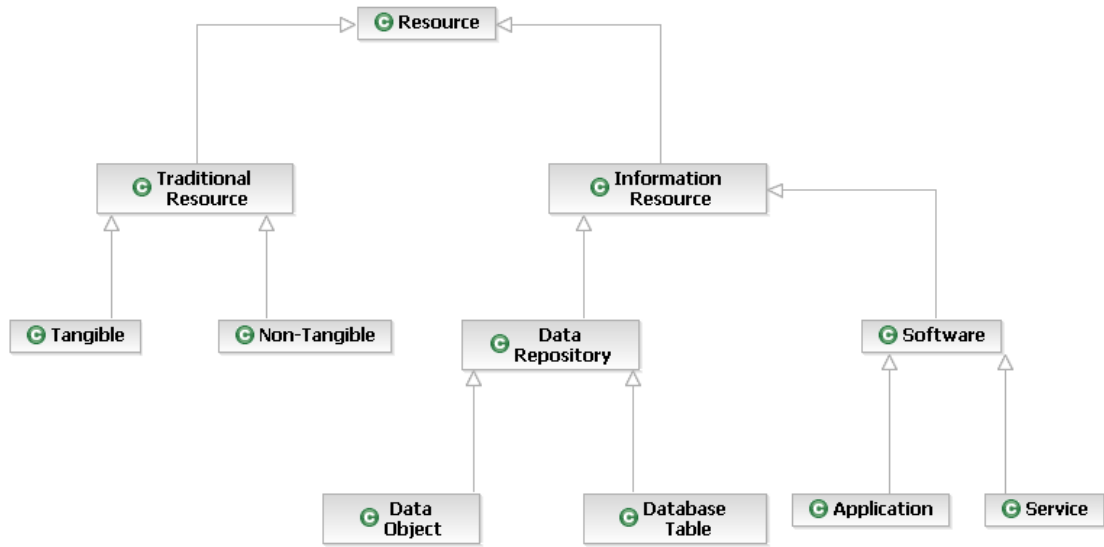 Resource
Traditional
Resource
Information
Resource
Tangible
Non-Tangible
Data
Repository
Software
Data
Object
Database
Table
Application
Service